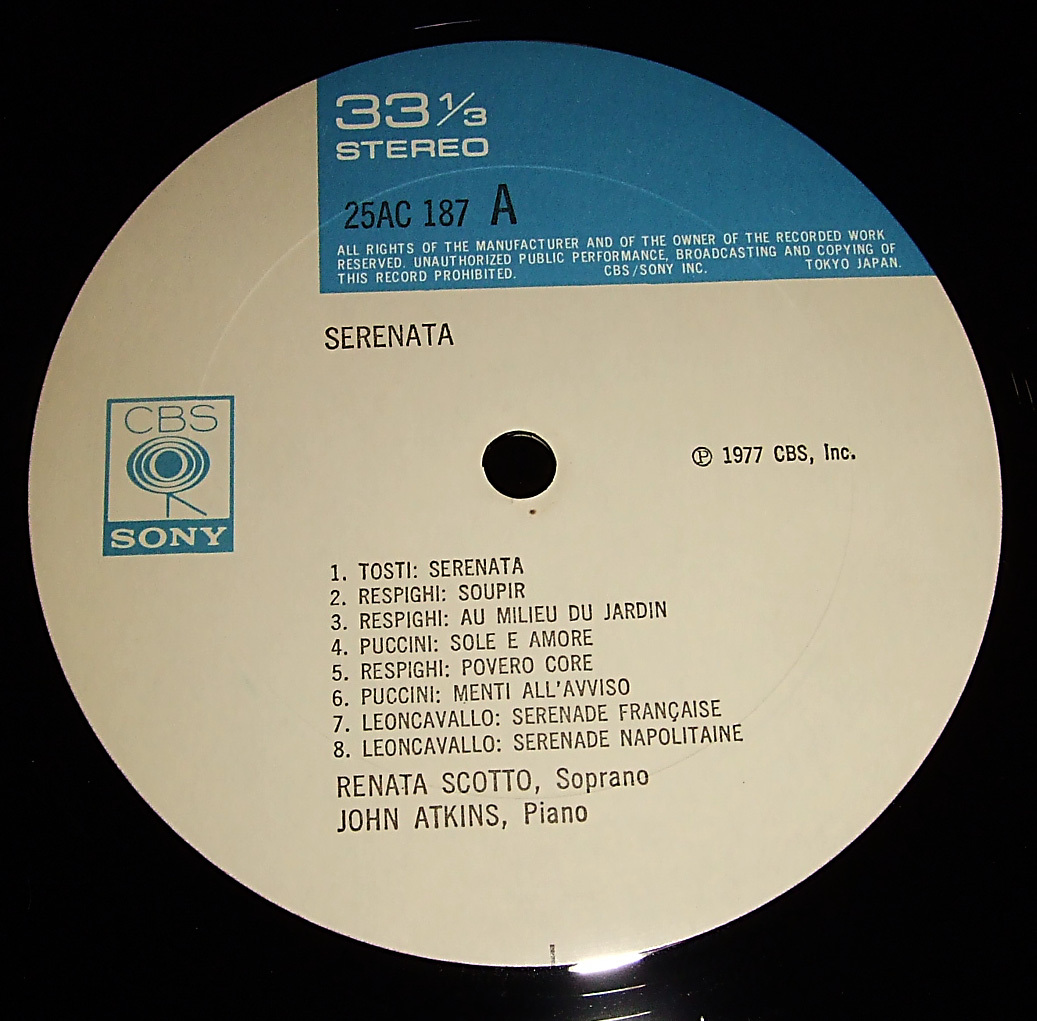 33 1/3
STEREO
25AC 187 A
ALL RIGHTS OF THE MANUFACTURER AND OF THE OWNER OF THE RECORDED WORK
RESERVED. UNAUTHORIZED PUBLIC PERFORMANCE, BROADCASTING AND COPYING OF
THIS RECORD PROHIBITED. CBS/SONY INC. TOKYO JAPAN.
SERENATA
CBS
SONY
℗ 1977 CBS, Inc.
1. TOSTI: SERENATA
2. RESPIGHI: SOUPIR
3. RESPIGHI: AU MILIEU DU JARDIN
4. PUCCINI: SOLE E AMORE
5. RESPIGHI: POVERO CORE
6. PUCCINI: MENTI ALL'AVVISO
7. LEONCAVALLO: SERENADE FRANÇAISE
8. LEONCAVALLO: SERENADE NAPOLITAINE
RENATA SCOTTO, Soprano
JOHN ATKINS, Piano